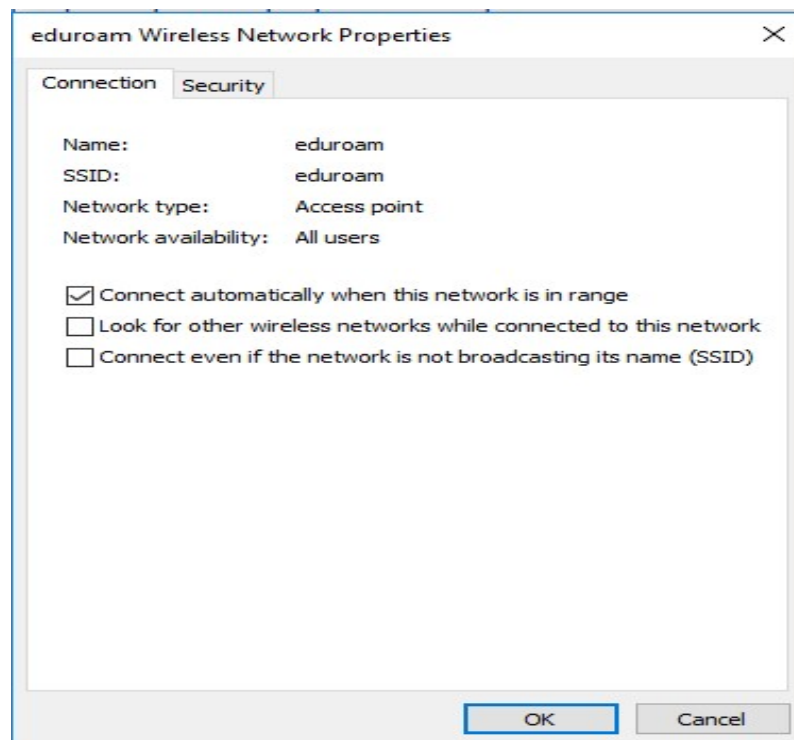 eduroam Wireless Network Properties
Connection Security
Name: eduroam
SSID: eduroam
Network type: Access point
Network availability: All users
Connect automatically when this network is in range
Look for other wireless networks while connected to this network
Connect even if the network is not broadcasting its name (SSID)
OK Cancel